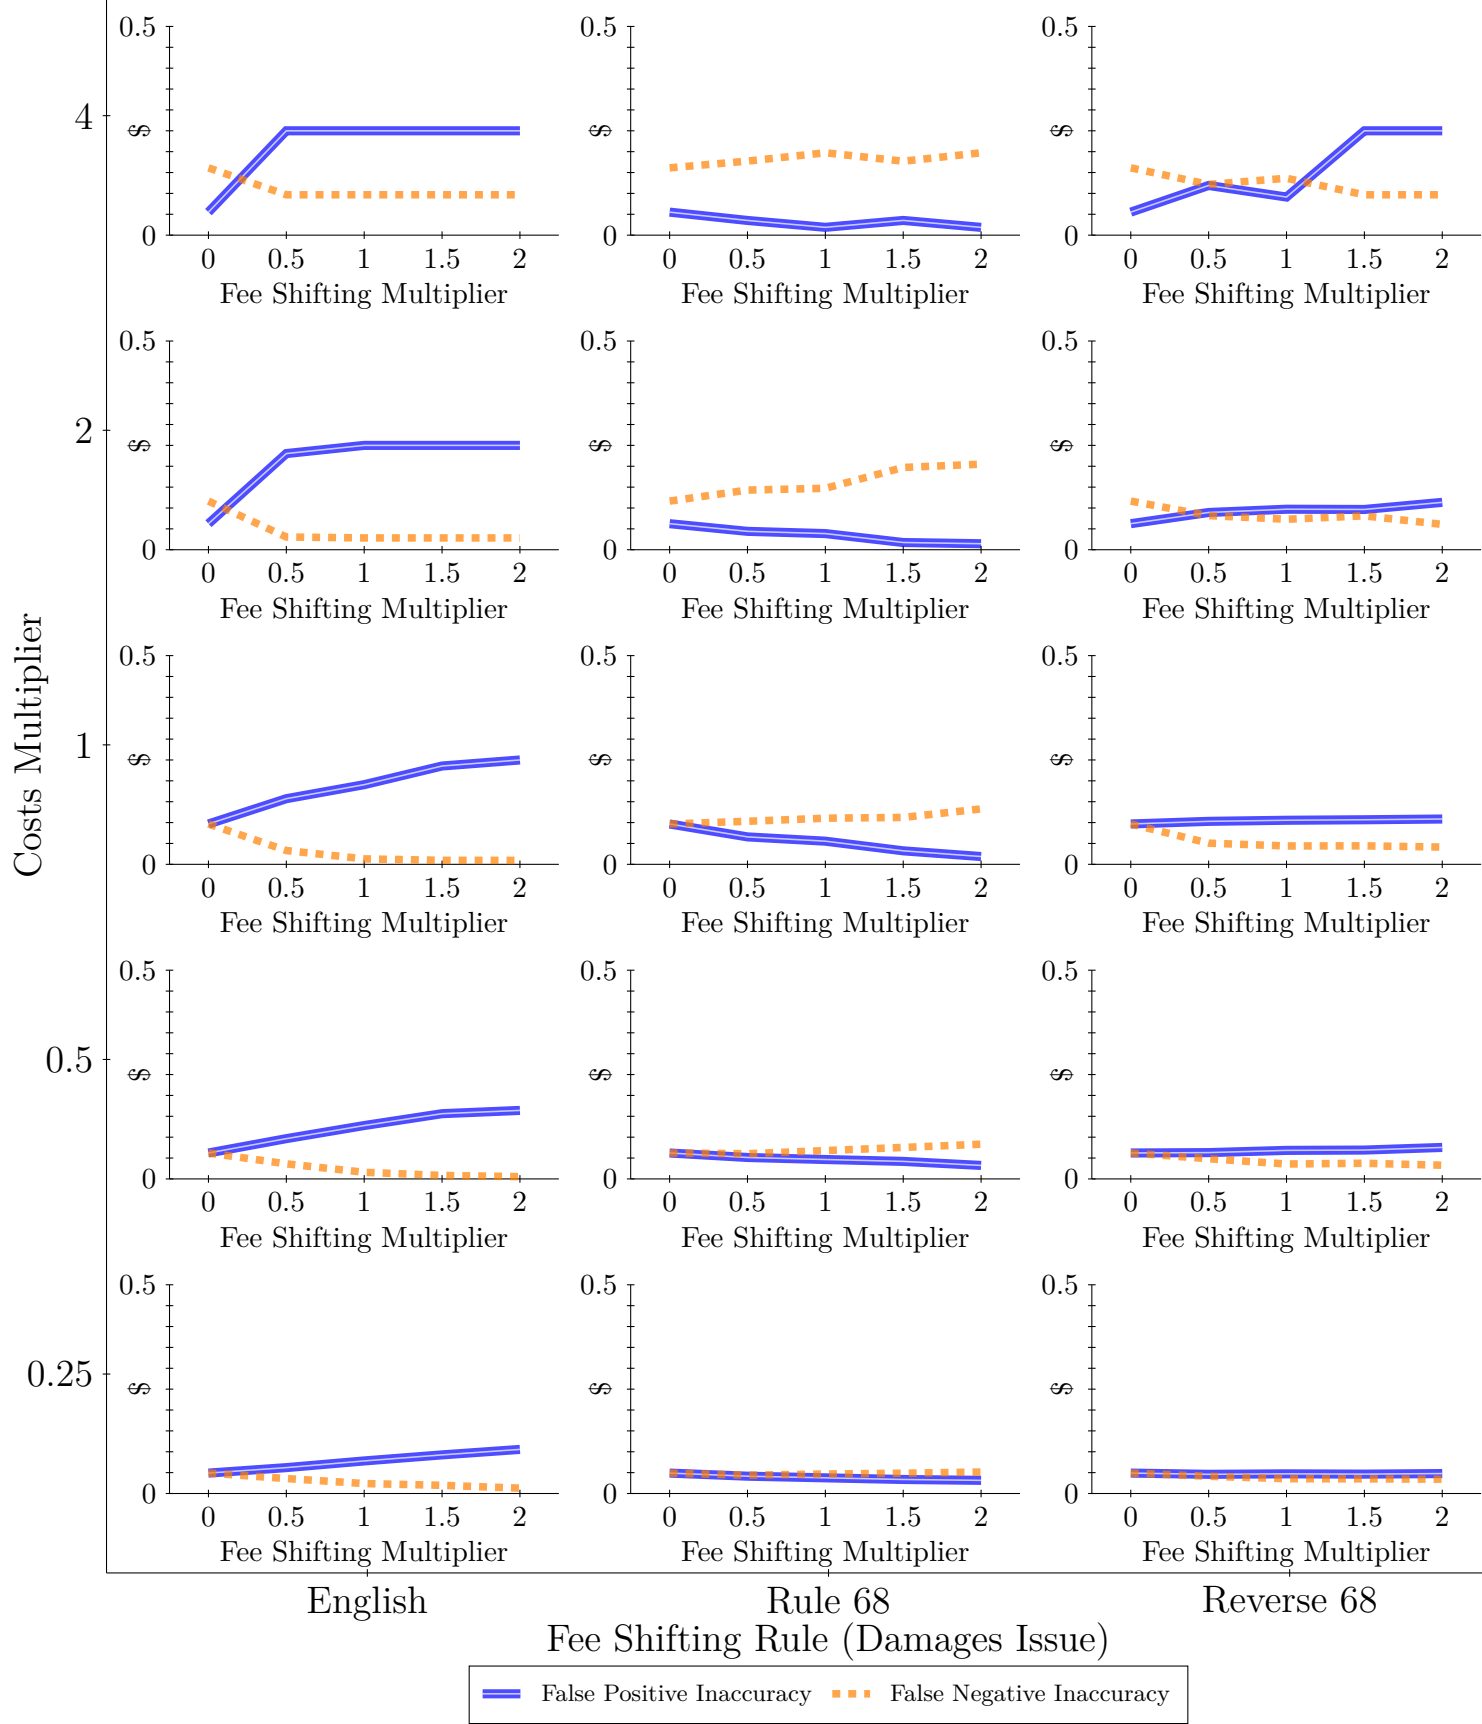 0.5 0.5 0.5
4 $ $ $
0 0 0
0 0.5 1 1.5 2 0 0.5 1 1.5 2 0 0.5 1 1.5 2
Fee Shifting Multiplier Fee Shifting Multiplier Fee Shifting Multiplier
0.5 0.5 0.5
2 $ $ $
0 0 0
0 0.5 1 1.5 2 0 0.5 1 1.5 2 0 0.5 1 1.5 2
Fee Shifting Multiplier Fee Shifting Multiplier Fee Shifting Multiplier
Costs Multiplier
0.5 0.5 0.5
1 $ $ $
0 0 0
0 0.5 1 1.5 2 0 0.5 1 1.5 2 0 0.5 1 1.5 2
Fee Shifting Multiplier Fee Shifting Multiplier Fee Shifting Multiplier
0.5 0.5 0.5
0.5 $ $ $
0 0 0
0 0.5 1 1.5 2 0 0.5 1 1.5 2 0 0.5 1 1.5 2
Fee Shifting Multiplier Fee Shifting Multiplier Fee Shifting Multiplier
0.5 0.5 0.5
0.25 $ $ $
0 0 0
0 0.5 1 1.5 2 0 0.5 1 1.5 2 0 0.5 1 1.5 2
Fee Shifting Multiplier Fee Shifting Multiplier Fee Shifting Multiplier
English Rule 68 Reverse 68
Fee Shifting Rule (Damages Issue)
False Positive Inaccuracy False Negative Inaccuracy